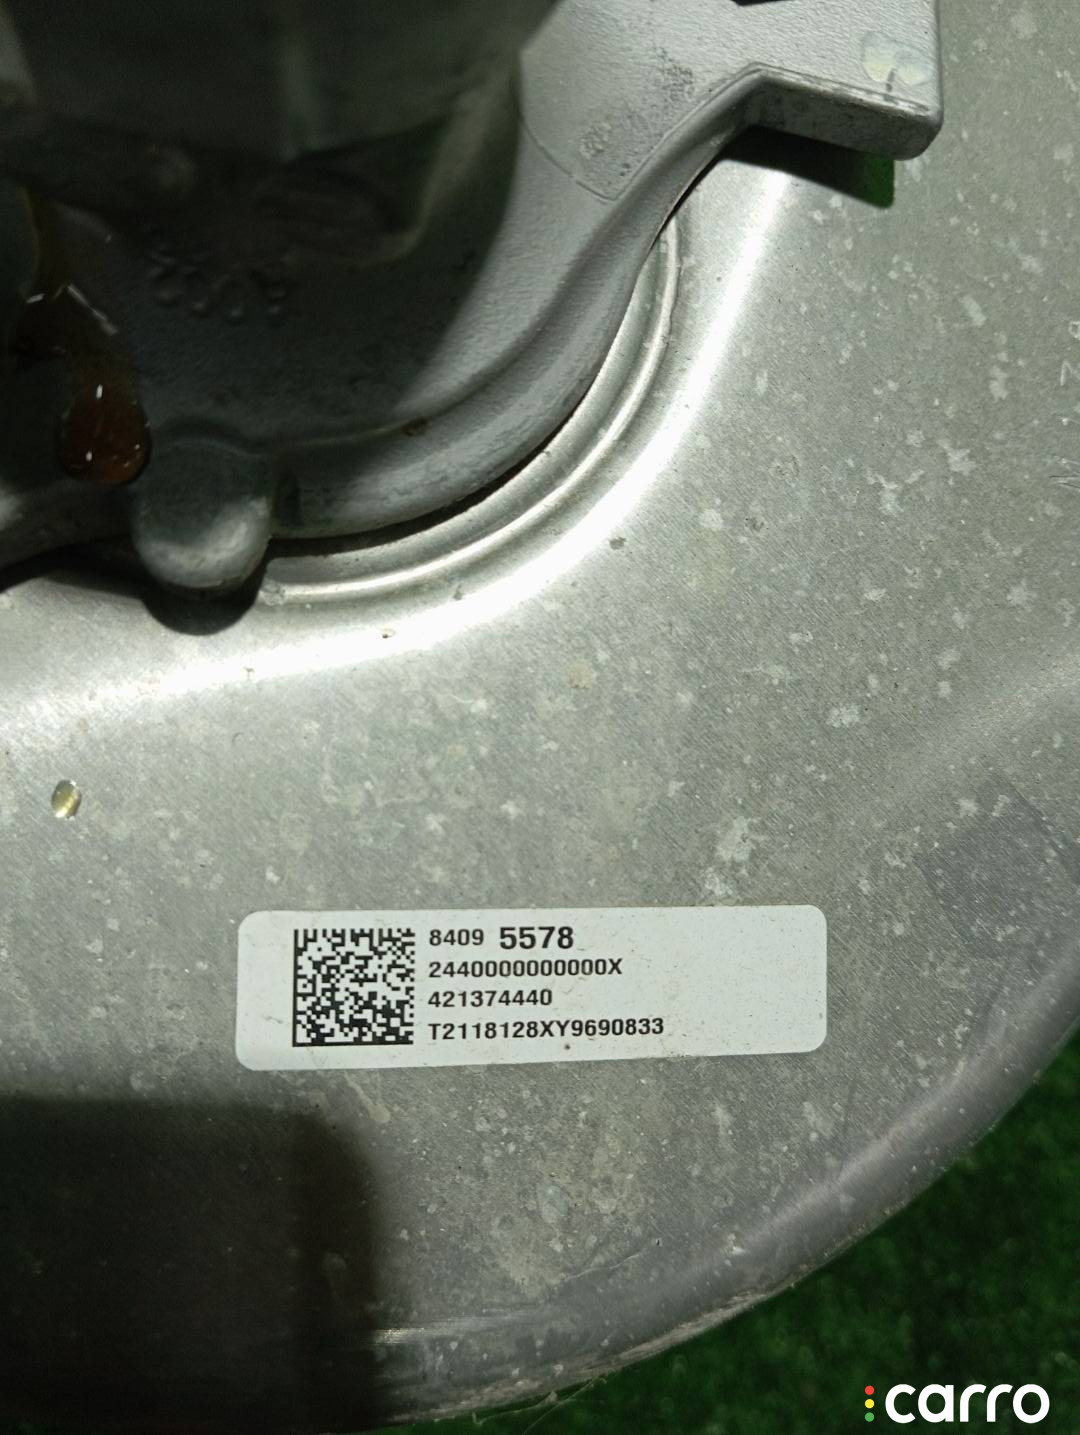 8409 5578
2440000000000X
421374440
T2118128XY9690833
carro